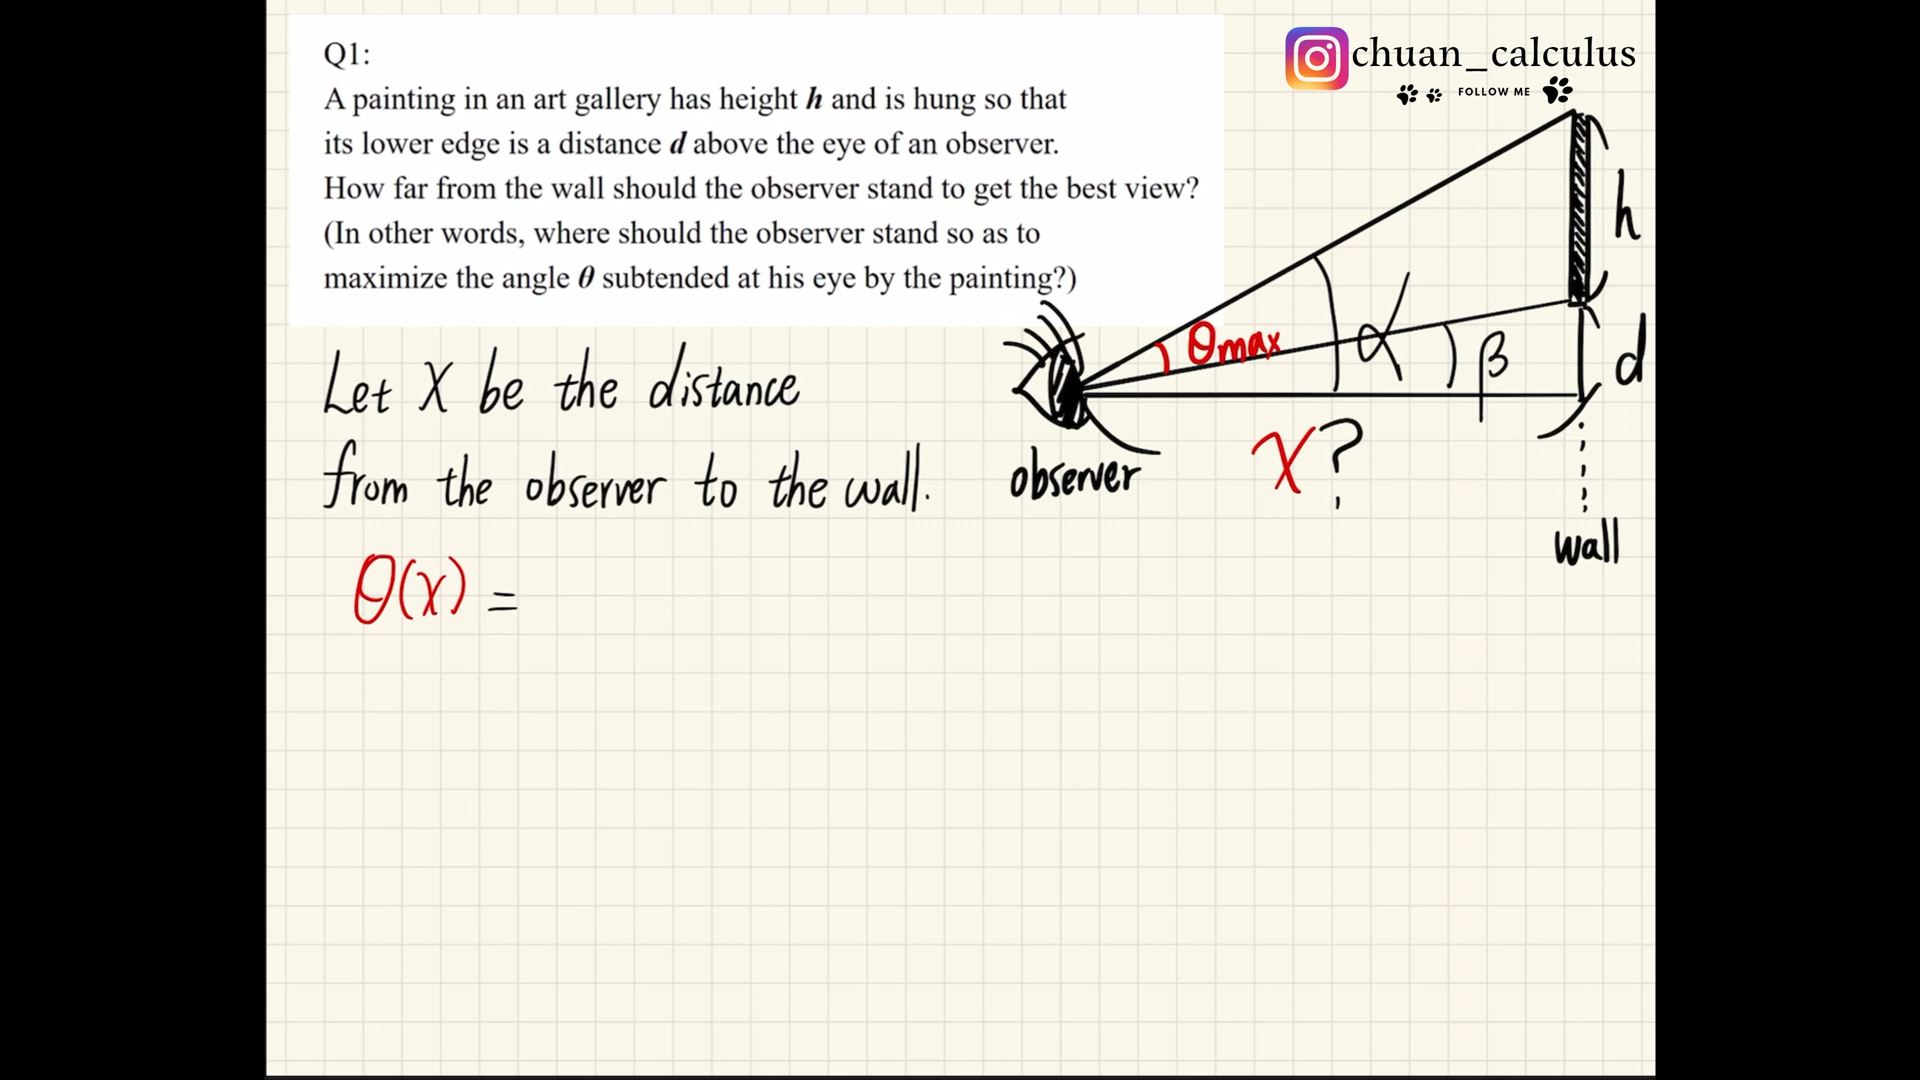 Q1:
A painting in an art gallery has height h and is hung so that
its lower edge is a distance d above the eye of an observer.
How far from the wall should the observer stand to get the best view?
(In other words, where should the observer stand so as to
maximize the angle θ subtended at his eye by the painting?)
chuan_calculus
FOLLOW ME
h
θmax
α
β
d
Let x be the distance
from the observer to the wall.
observer
x?
wall
θ(x) =